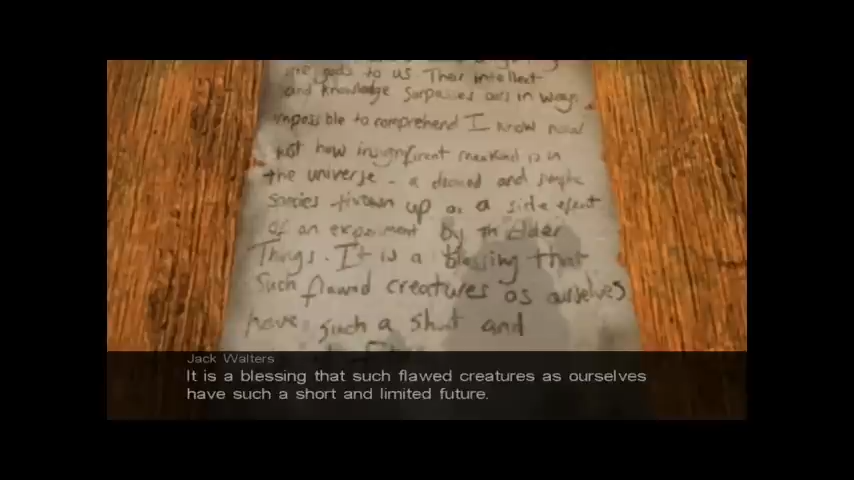 are gods to us Their intellect
and knowledge surpasses ours in ways
impossible to comprehend I know now
just how insignificant mankind is in
the universe - a doomed and simple
species thrown up as a side effect
of an experiment by the Elder
Things. It is a blessing that
such flawed creatures as ourselves
have such a short and
Jack Walters
It is a blessing that such flawed creatures as ourselves
have such a short and limited future.